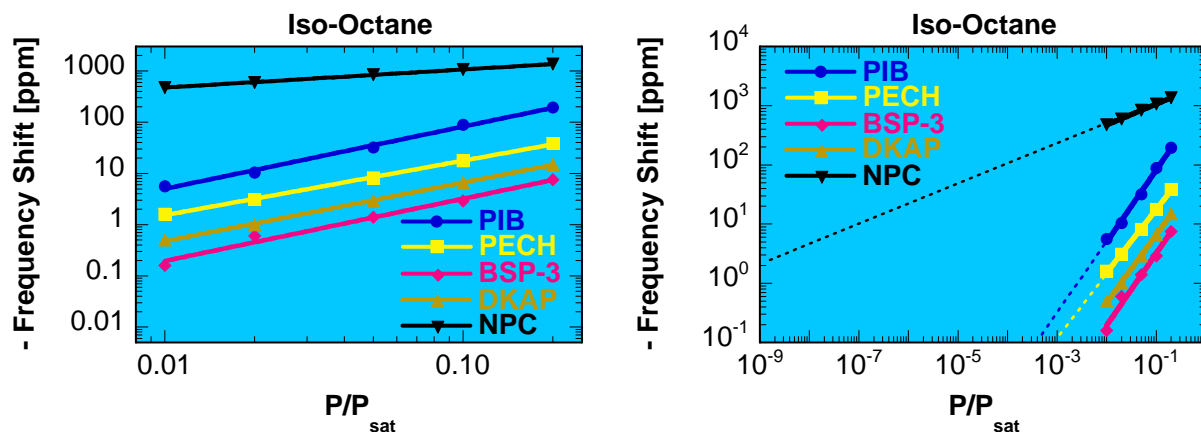 Iso-Octane
- Frequency Shift [ppm]
1000
100
10
1
0.1
0.01
PIB
PECH
BSP-3
DKAP
NPC
0.01
0.10
P/P_sat
Iso-Octane
- Frequency Shift [ppm]
10^4
10^3
10^2
10^1
10^0
10^-1
PIB
PECH
BSP-3
DKAP
NPC
10^-9
10^-7
10^-5
10^-3
10^-1
P/P_sat